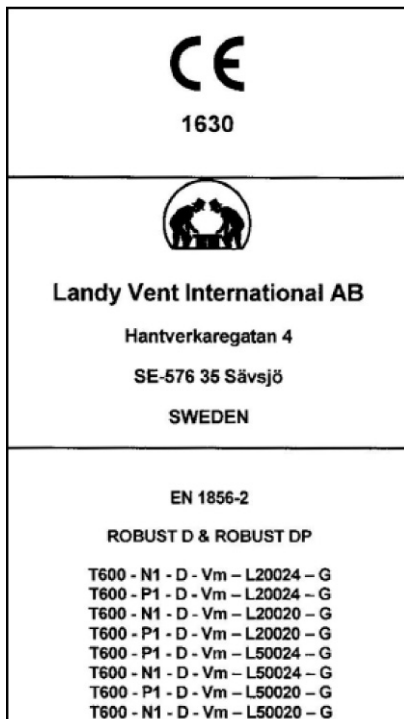 CE
1630
Landy Vent International AB
Hantverkaregatan 4
SE-576 35 Sävsjö
SWEDEN
EN 1856-2
ROBUST D & ROBUST DP
T600 - N1 - D - Vm – L20024 – G
T600 - P1 - D - Vm – L20024 – G
T600 - N1 - D - Vm – L20020 – G
T600 - P1 - D - Vm – L20020 – G
T600 - P1 - D - Vm – L50024 – G
T600 - N1 - D - Vm – L50024 – G
T600 - P1 - D - Vm – L50020 – G
T600 - N1 - D - Vm – L50020 – G